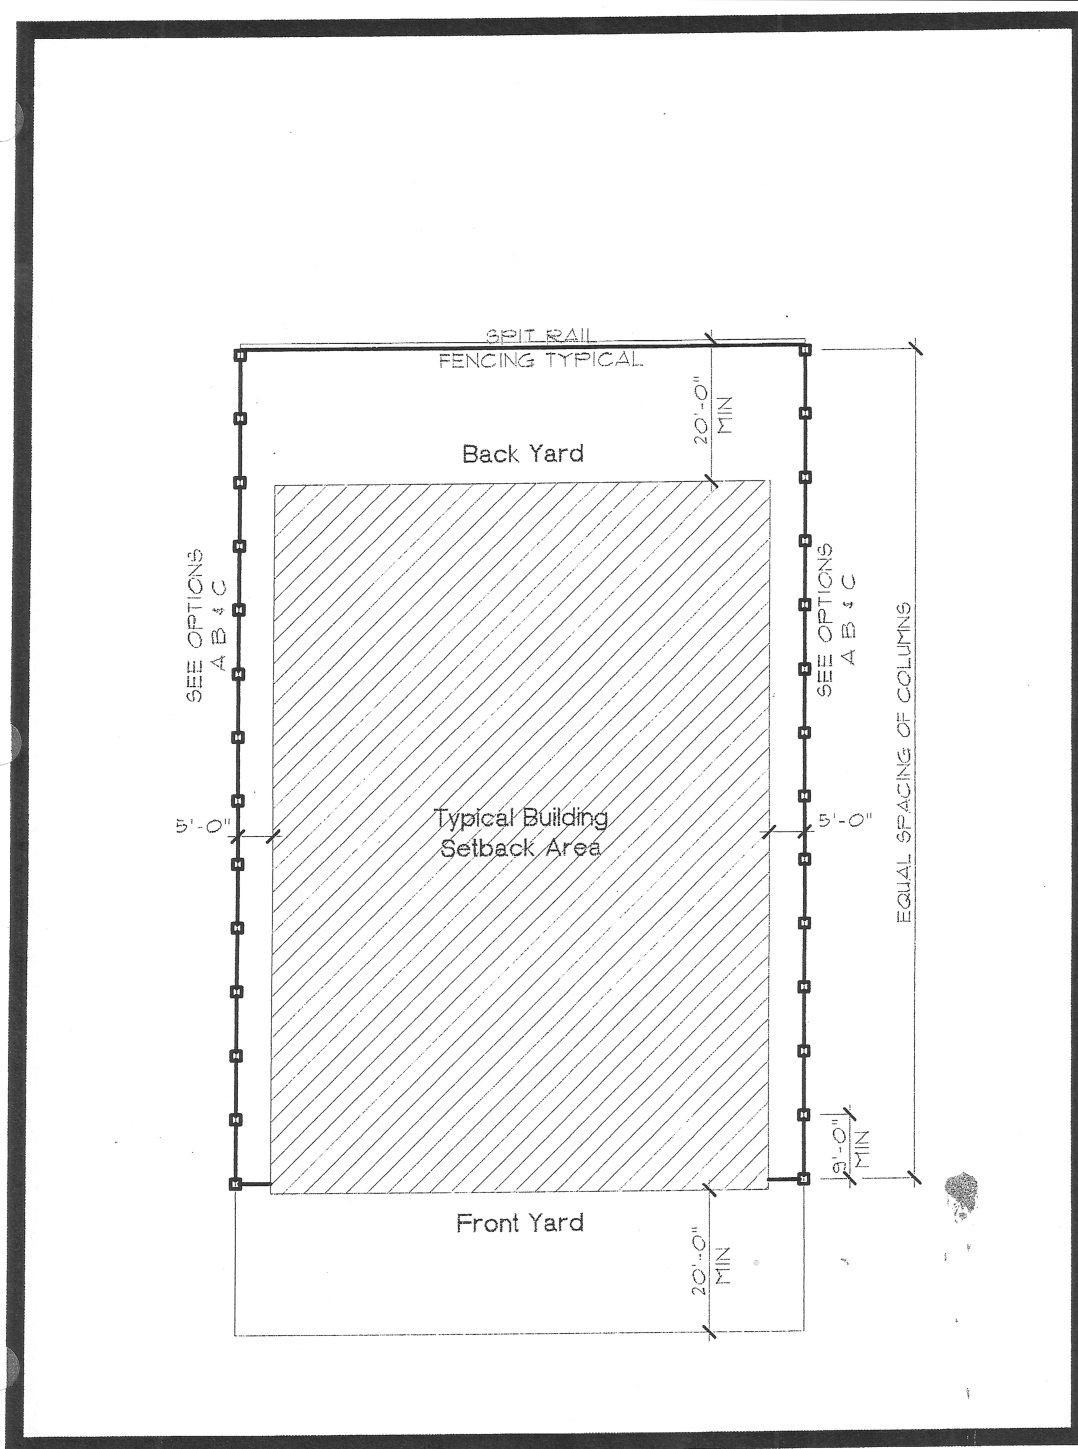 SPIT RAIL
FENCING TYPICAL
20'-0"
MIN
Back Yard
SEE OPTIONS
A B & C
SEE OPTIONS
A B & C
EQUAL SPACING OF COLUMNS
Typical Building
Setback Area
5'-0"
5'-0"
9'-0"
MIN
Front Yard
20'-0"
MIN